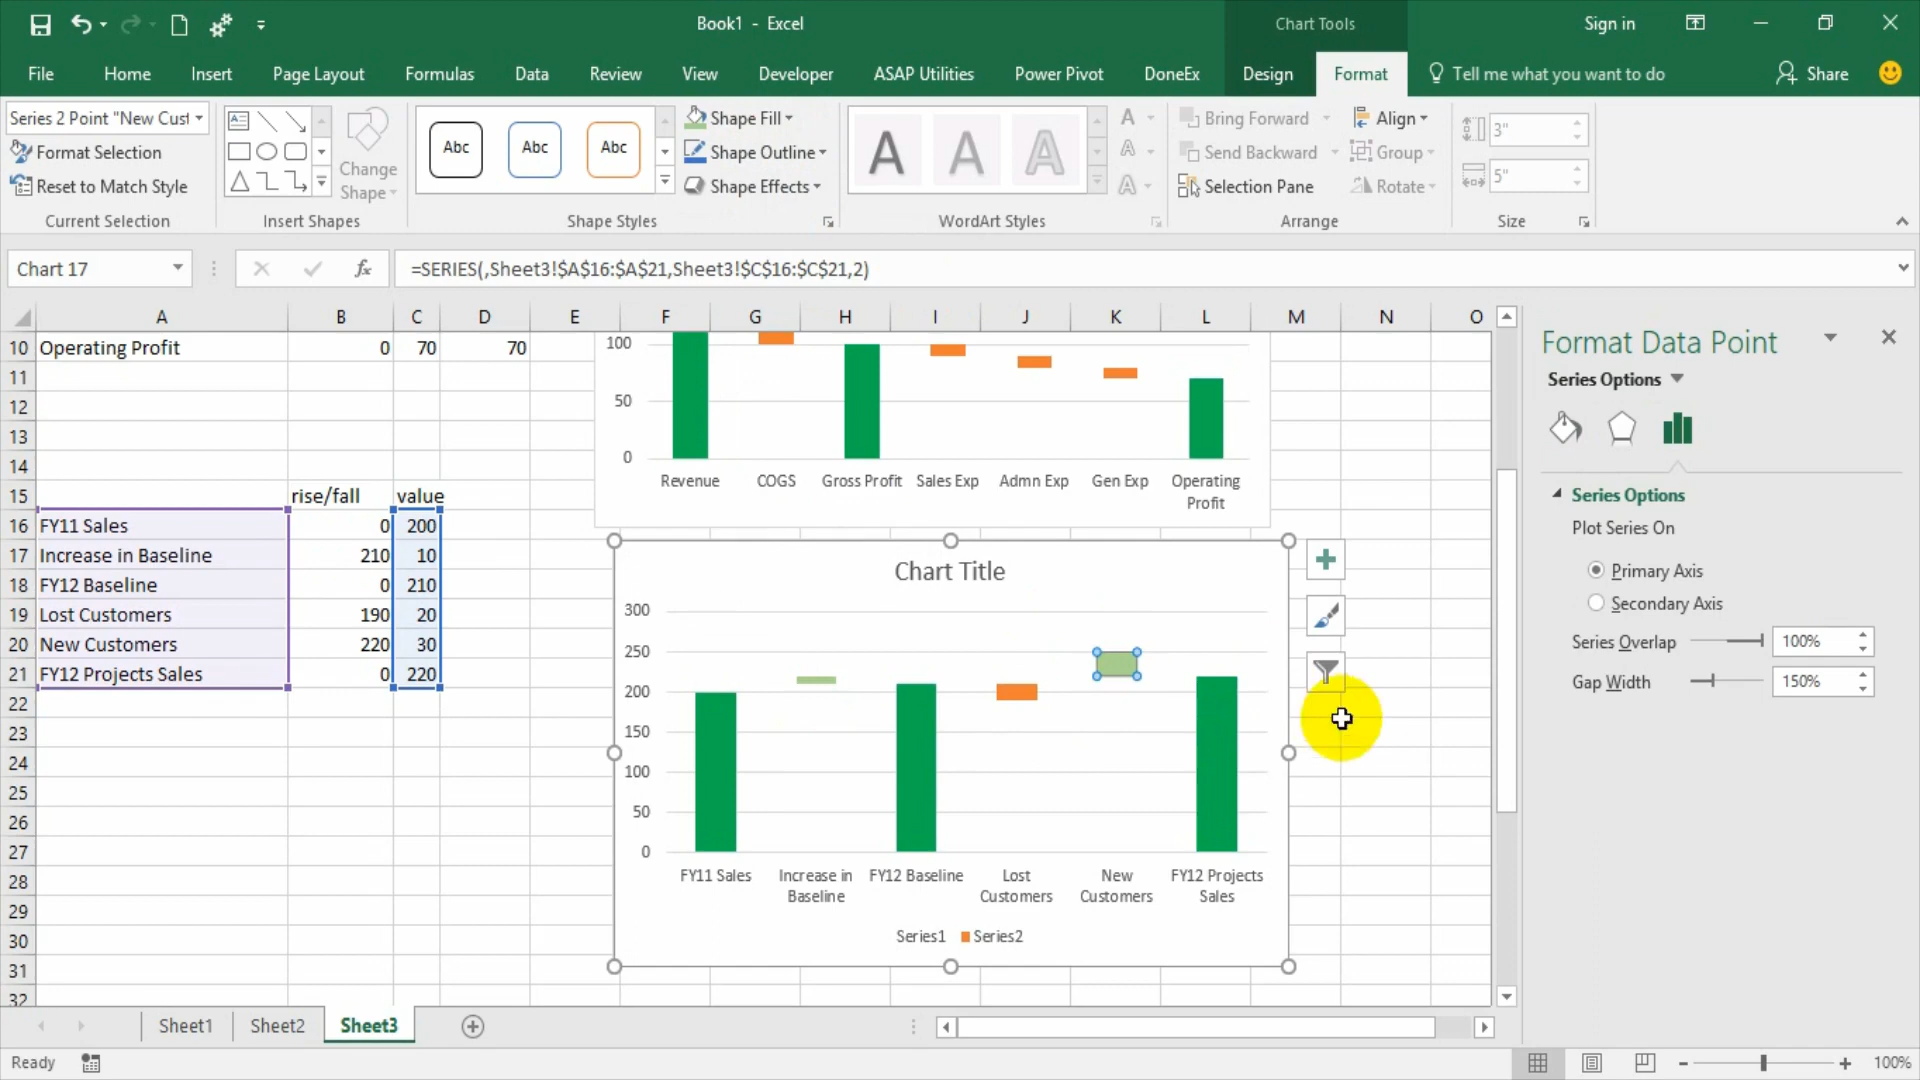 Book1 - Excel
Chart Tools
Sign in
File Home Insert Page Layout Formulas Data Review View Developer ASAP Utilities Power Pivot DoneEx Design Format Tell me what you want to do Share
Series 2 Point "New Cust
Format Selection
Reset to Match Style
Current Selection
Change
Shape
Insert Shapes
Abc Abc Abc
Shape Fill
Shape Outline
Shape Effects
Shape Styles
A A A
A
A
A
WordArt Styles
Bring Forward
Send Backward
Selection Pane
Align
Group
Rotate
Arrange
3"
5"
Size
Chart 17
fx
=SERIES(,Sheet3!$A$16:$A$21,Sheet3!$C$16:$C$21,2)
A B C D E F G H I J K L M N O
10 Operating Profit 0 70 70
11
12
13
14
15 rise/fall value
16 FY11 Sales 0 200
17 Increase in Baseline 210 10
18 FY12 Baseline 0 210
19 Lost Customers 190 20
20 New Customers 220 30
21 FY12 Projects Sales 0 220
22
23
24
25
26
27
28
29
30
31
32
100
50
0
Revenue COGS Gross Profit Sales Exp Admn Exp Gen Exp Operating
Profit
Chart Title
300
250
200
150
100
50
0
FY11 Sales Increase in FY12 Baseline Lost New FY12 Projects
Baseline Customers Customers Sales
Series1 Series2
Format Data Point
Series Options
Series Options
Plot Series On
Primary Axis
Secondary Axis
Series Overlap 100%
Gap Width 150%
Sheet1 Sheet2 Sheet3
Ready
100%